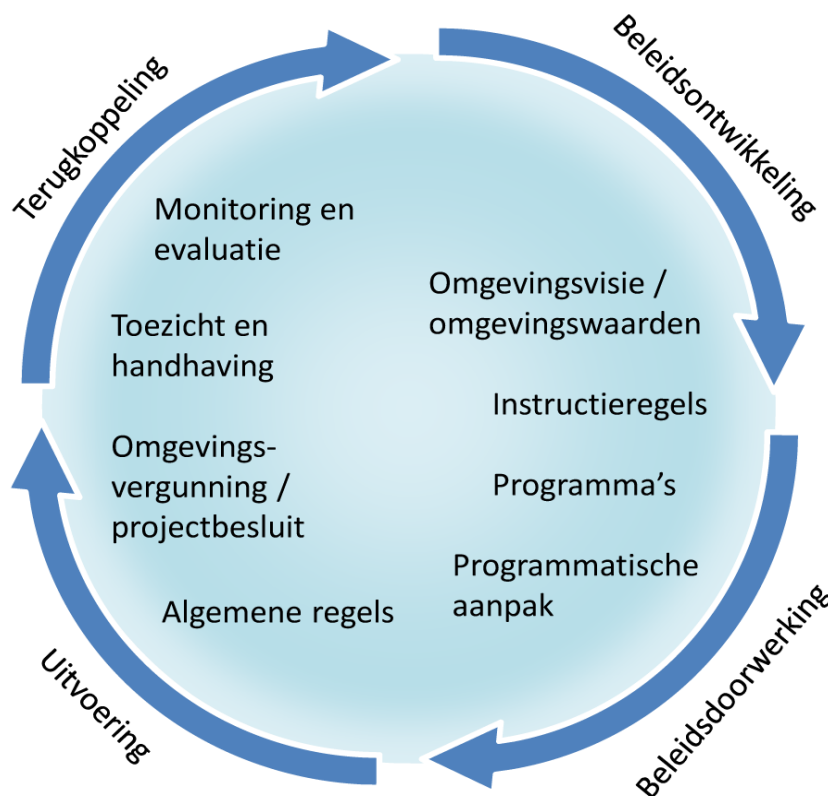 Beleidsontwikkeling
Omgevingsvisie /
omgevingswaarden
Instructieregels
Programma’s
Programmatische
aanpak
Beleidsdoorwerking
Uitvoering
Algemene regels
Omgevings-
vergunning /
projectbesluit
Toezicht en
handhaving
Monitoring en
evaluatie
Terugkoppeling